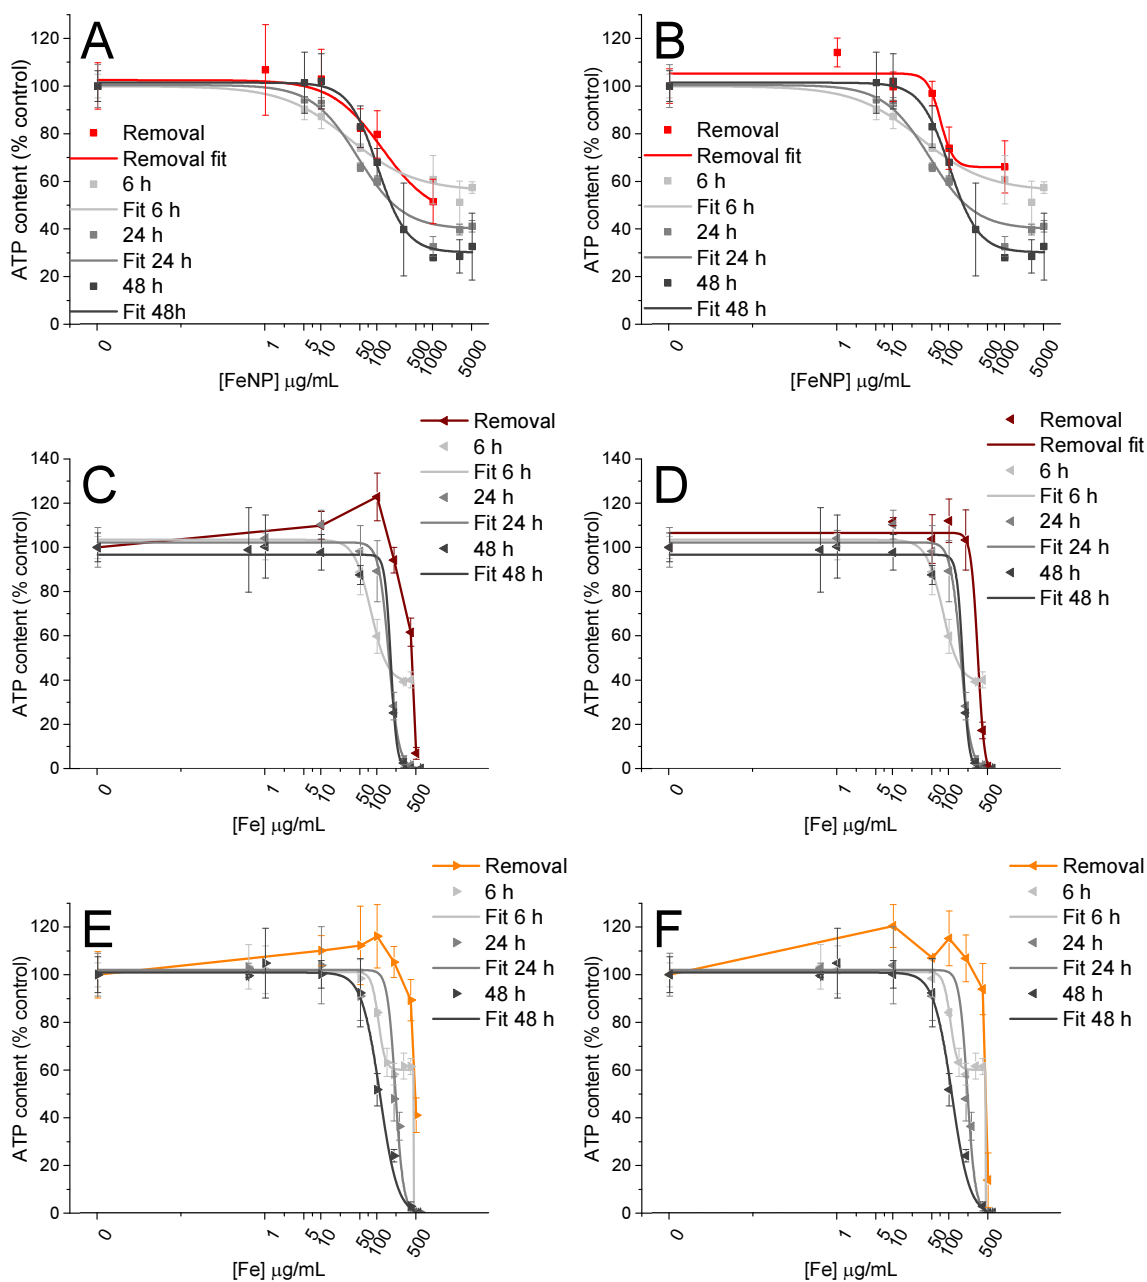 A
ATP content (% control)
120
100
80
60
40
20
0
Removal
Removal fit
6 h
Fit 6 h
24 h
Fit 24 h
48 h
Fit 48h
0
1
5
10
50
100
500
1000
5000
[FeNP] μg/mL
B
ATP content (% control)
120
100
80
60
40
20
0
Removal
Removal fit
6 h
Fit 6 h
24 h
Fit 24 h
48 h
Fit 48 h
0
1
5
10
50
100
500
1000
5000
[FeNP] μg/mL
C
ATP content (% control)
140
120
100
80
60
40
20
0
Removal
6 h
Fit 6 h
24 h
Fit 24 h
48 h
Fit 48 h
0
1
5
10
50
100
500
[Fe] μg/mL
D
ATP content (% control)
140
120
100
80
60
40
20
0
Removal
Removal fit
6 h
Fit 6 h
24 h
Fit 24 h
48 h
Fit 48 h
0
1
5
10
50
100
500
[Fe] μg/mL
E
ATP content (% control)
120
100
80
60
40
20
0
Removal
6 h
Fit 6 h
24 h
Fit 24 h
48 h
Fit 48 h
0
1
5
10
50
100
500
[Fe] μg/mL
F
ATP content (% control)
120
100
80
60
40
20
0
Removal
6 h
Fit 6 h
24 h
Fit 24 h
48 h
Fit 48 h
0
1
5
10
50
100
500
[Fe] μg/mL